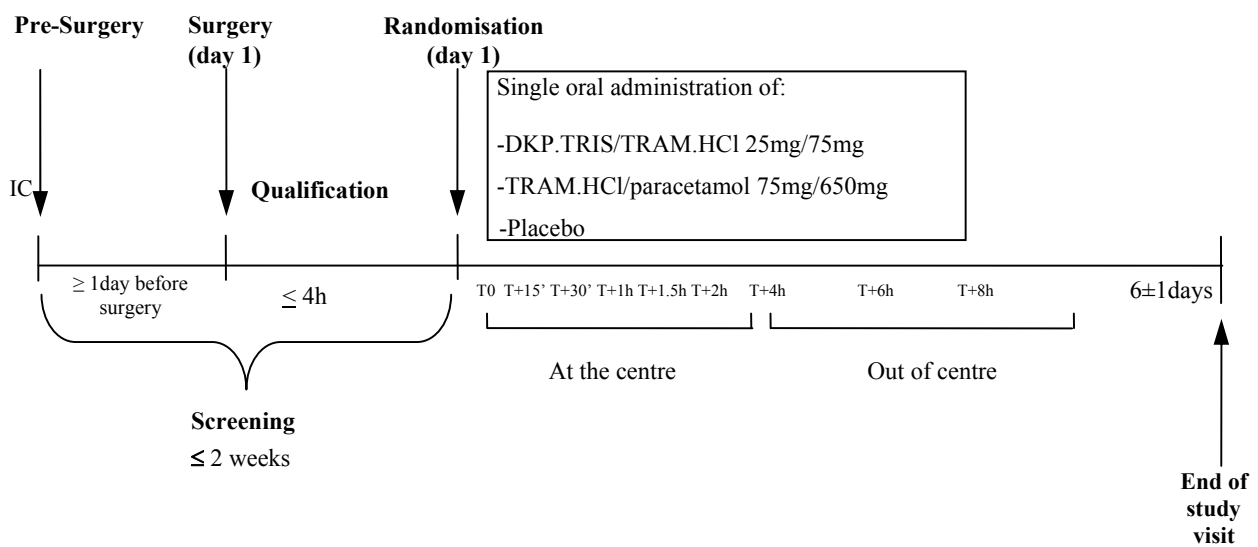 Pre-Surgery
Surgery
(day 1)
Randomisation
(day 1)
Single oral administration of:
-DKP.TRIS/TRAM.HCl 25mg/75mg
-TRAM.HCl/paracetamol 75mg/650mg
-Placebo
IC
Qualification
≥ 1day before
surgery
≤ 4h
T0 T+15’ T+30’ T+1h T+1.5h T+2h T+4h T+6h T+8h
6±1days
At the centre
Out of centre
Screening
≤ 2 weeks
End of
study
visit